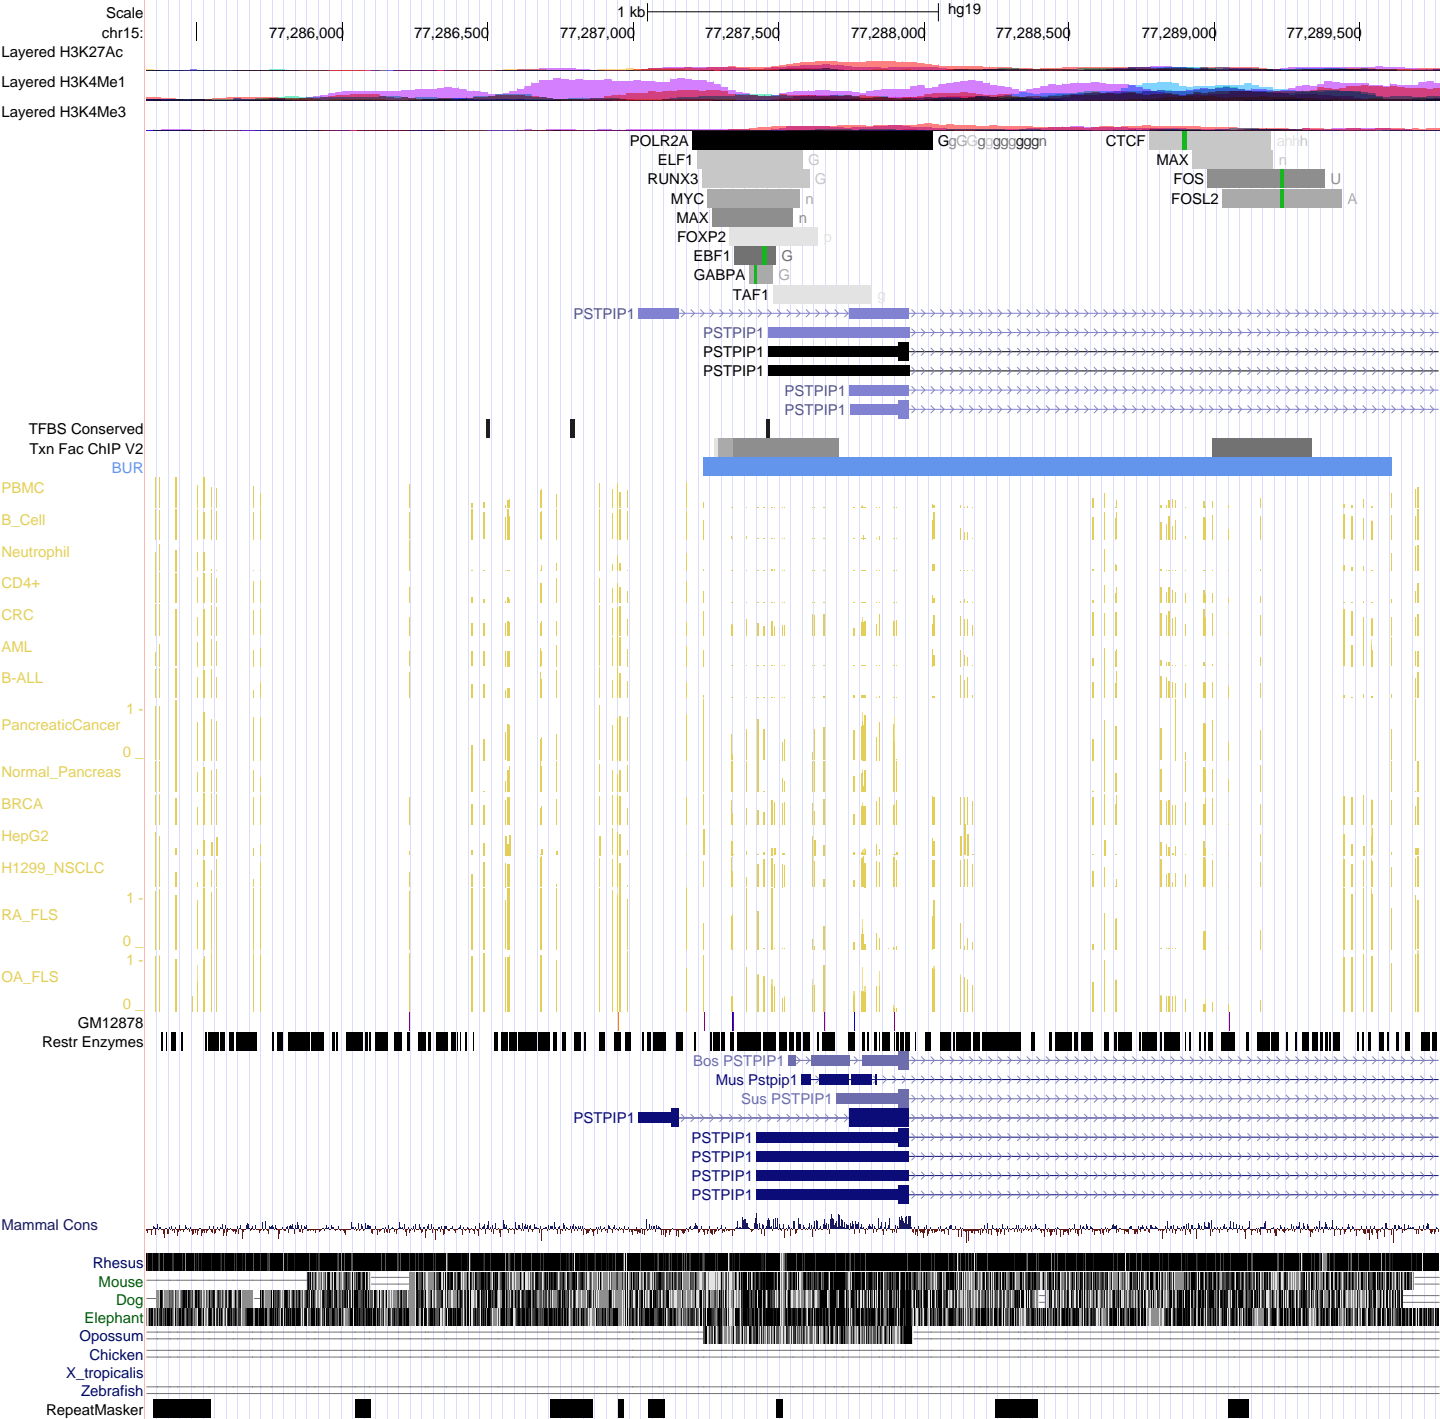 Scale 1 kb hg19
chr15: 77,286,000 77,286,500 77,287,000 77,287,500 77,288,000 77,288,500 77,289,000 77,289,500
Layered H3K27Ac
Layered H3K4Me1
Layered H3K4Me3
POLR2A CTCF
ELF1 G MAX n
RUNX3 G FOS U
MYC n FOSL2 A
MAX n
FOXP2 p
EBF1 G
GABPA G
TAF1 g
PSTPIP1
PSTPIP1
PSTPIP1
PSTPIP1
PSTPIP1
PSTPIP1
TFBS Conserved
Txn Fac ChIP V2
BUR
PBMC
B_Cell
Neutrophil
CD4+
CRC
AML
B-ALL
1 -
PancreaticCancer
0 _
Normal_Pancreas
BRCA
HepG2
H1299_NSCLC
1 -
RA_FLS
0 _
1 -
OA_FLS
0 _
GM12878
Restr Enzymes
Bos PSTPIP1
Mus Pstpip1
Sus PSTPIP1
PSTPIP1
PSTPIP1
PSTPIP1
PSTPIP1
PSTPIP1
Mammal Cons
Rhesus
Mouse
Dog
Elephant
Opossum
Chicken
X_tropicalis
Zebrafish
RepeatMasker